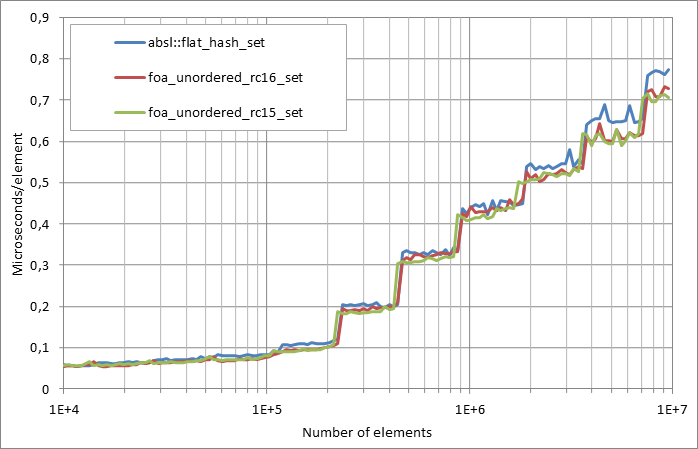 0,9
0,8
0,7
0,6
0,5
0,4
0,3
0,2
0,1
0
Microseconds/element
absl::flat_hash_set
foa_unordered_rc16_set
foa_unordered_rc15_set
1E+4
1E+5
1E+6
1E+7
Number of elements